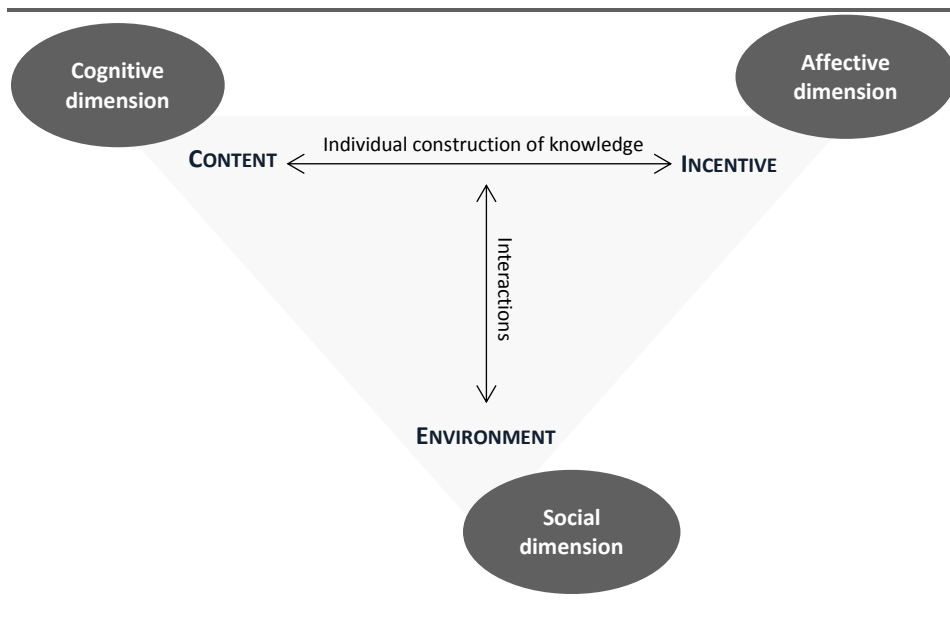 Cognitive
dimension
Affective
dimension
Individual construction of knowledge
CONTENT
INCENTIVE
Interactions
ENVIRONMENT
Social
dimension